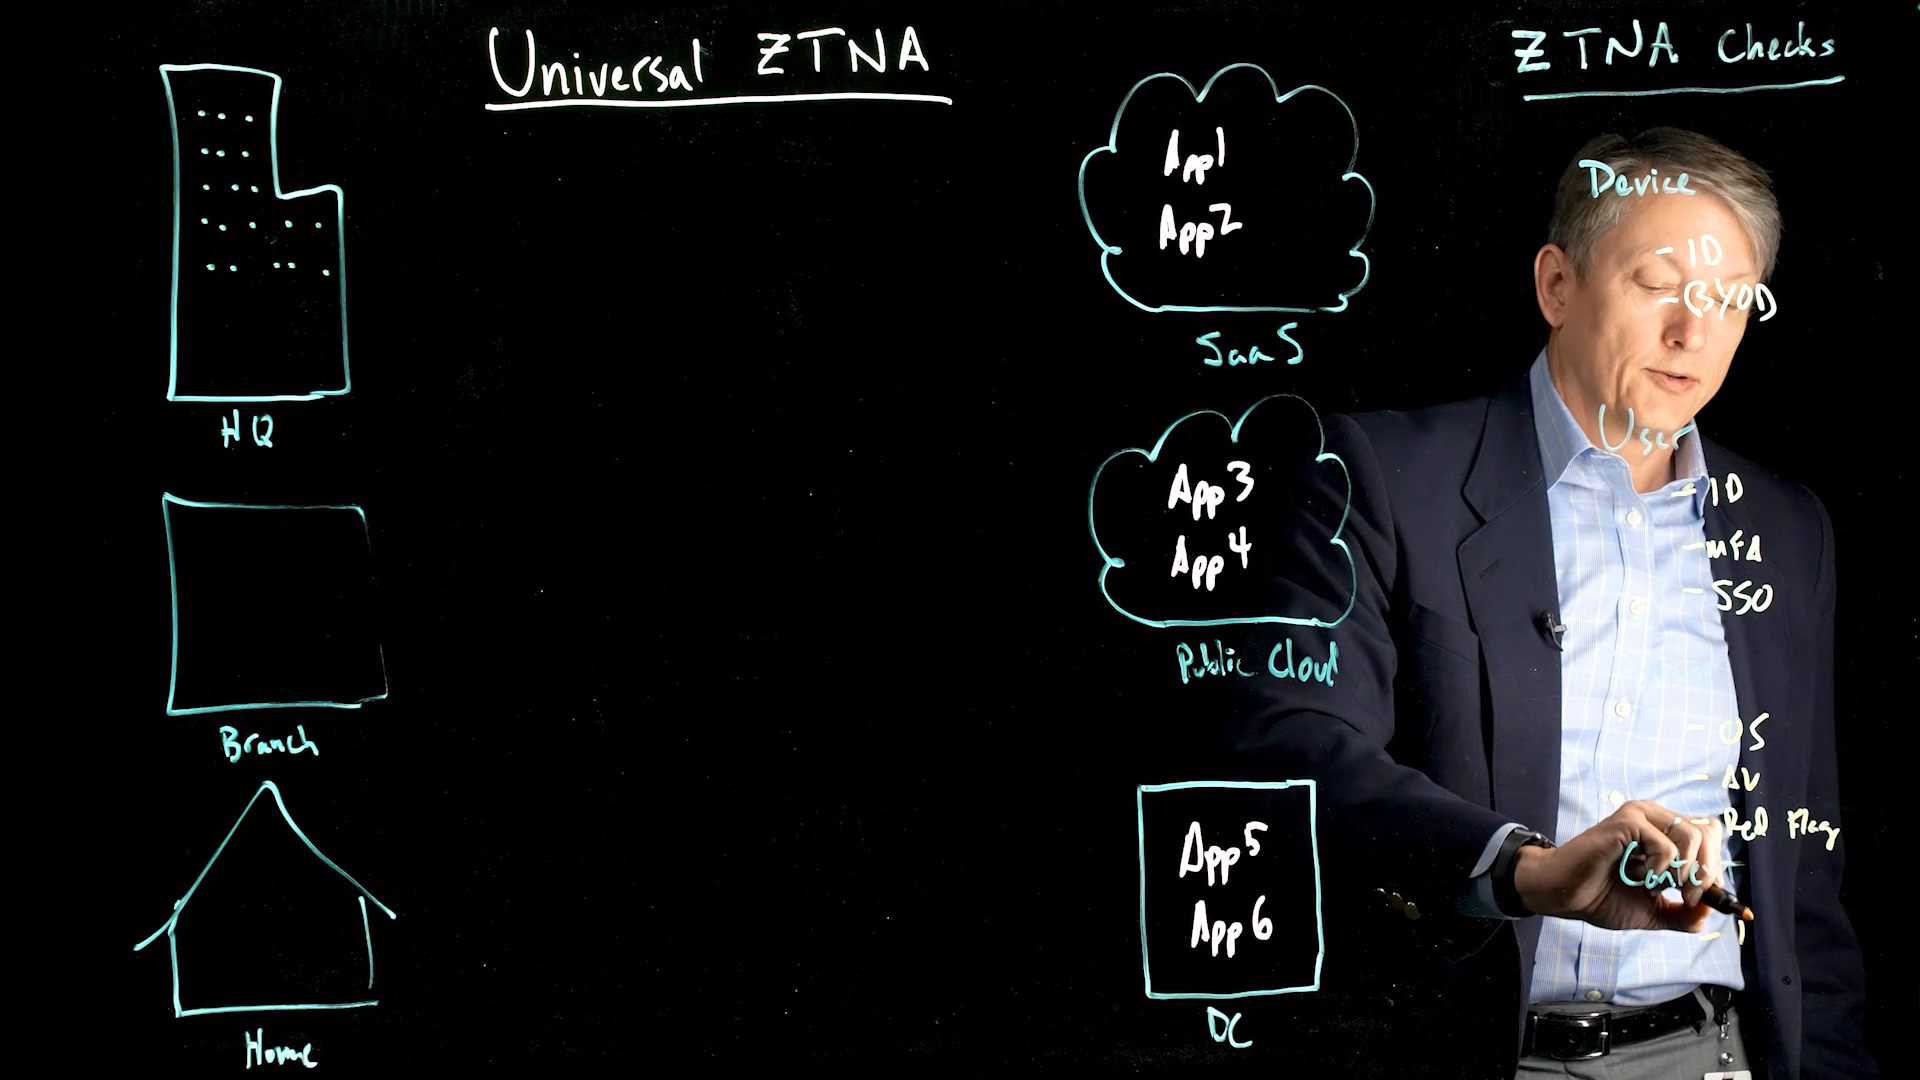 Universal ZTNA
HQ
Branch
Home
App1
App2
SaaS
App3
App4
Public Cloud
App5
App6
DC
ZTNA Checks
Device
- ID
- BYOD
User
- ID
- MFA
- SSO
- OS
- AV
- Red Flag
Context